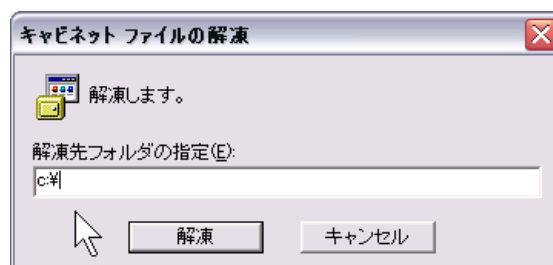 キャビネット ファイルの解凍
解凍します。
解凍先フォルダの指定(E):
c:¥
解凍
キャンセル